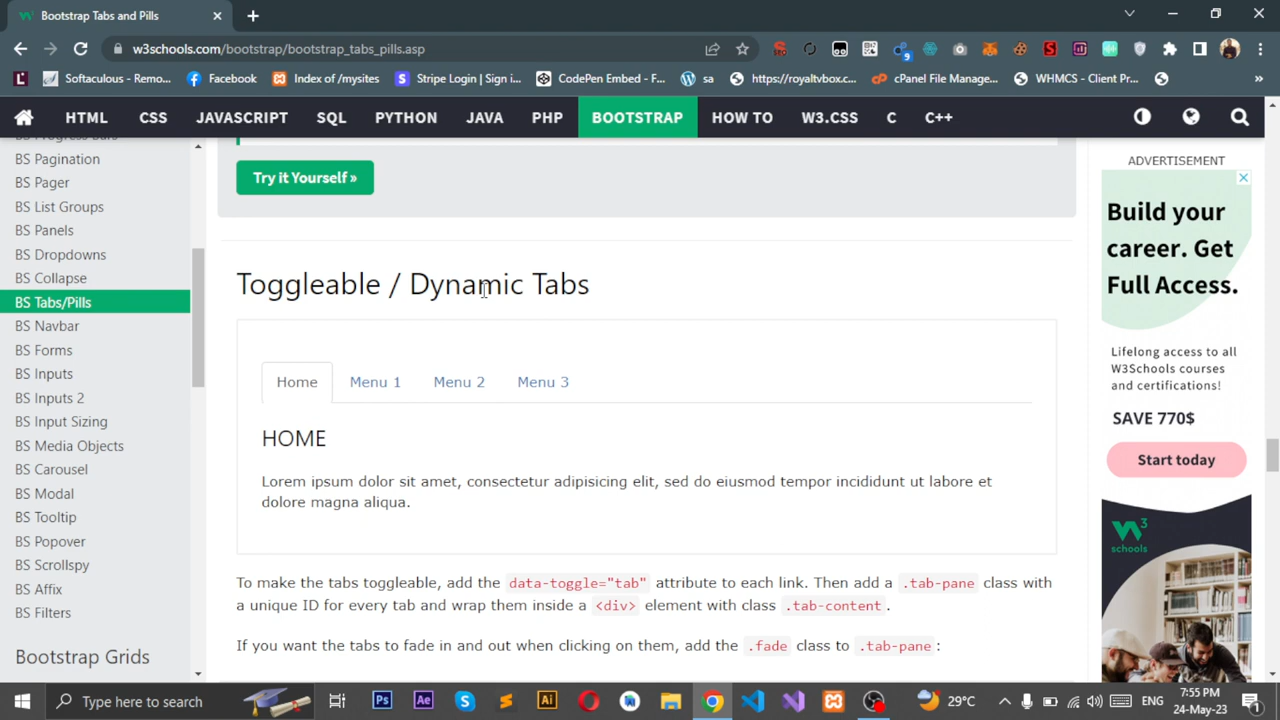 Bootstrap Tabs and Pills
w3schools.com/bootstrap/bootstrap_tabs_pills.asp
9
Softaculous - Remo...
Facebook
Index of /mysites
Stripe Login | Sign i...
CodePen Embed - F...
sa
https://royaltvbox.c...
cPanel File Manage...
WHMCS - Client P...
»
HTML
CSS
JAVASCRIPT
SQL
PYTHON
JAVA
PHP
BOOTSTRAP
HOW TO
W3.CSS
C
C++
BS Progress Bars
BS Pagination
BS Pager
BS List Groups
BS Panels
BS Dropdowns
BS Collapse
BS Tabs/Pills
BS Navbar
BS Forms
BS Inputs
BS Inputs 2
BS Input Sizing
BS Media Objects
BS Carousel
BS Modal
BS Tooltip
BS Popover
BS Scrollspy
BS Affix
BS Filters
Bootstrap Grids
Try it Yourself »
Toggleable / Dynamic Tabs
Home
Menu 1
Menu 2
Menu 3
HOME
Lorem ipsum dolor sit amet, consectetur adipisicing elit, sed do eiusmod tempor incididunt ut labore et
dolore magna aliqua.
To make the tabs toggleable, add the data-toggle="tab" attribute to each link. Then add a .tab-pane class with
a unique ID for every tab and wrap them inside a <div> element with class .tab-content.
If you want the tabs to fade in and out when clicking on them, add the .fade class to .tab-pane:
ADVERTISEMENT
Build your
career. Get
Full Access.
Lifelong access to all
W3Schools courses
and certifications!
SAVE 770$
Start today
3
schools
Type here to search
Ps
Ae
Ai
29°C
ENG
7:55 PM
24-May-23
1